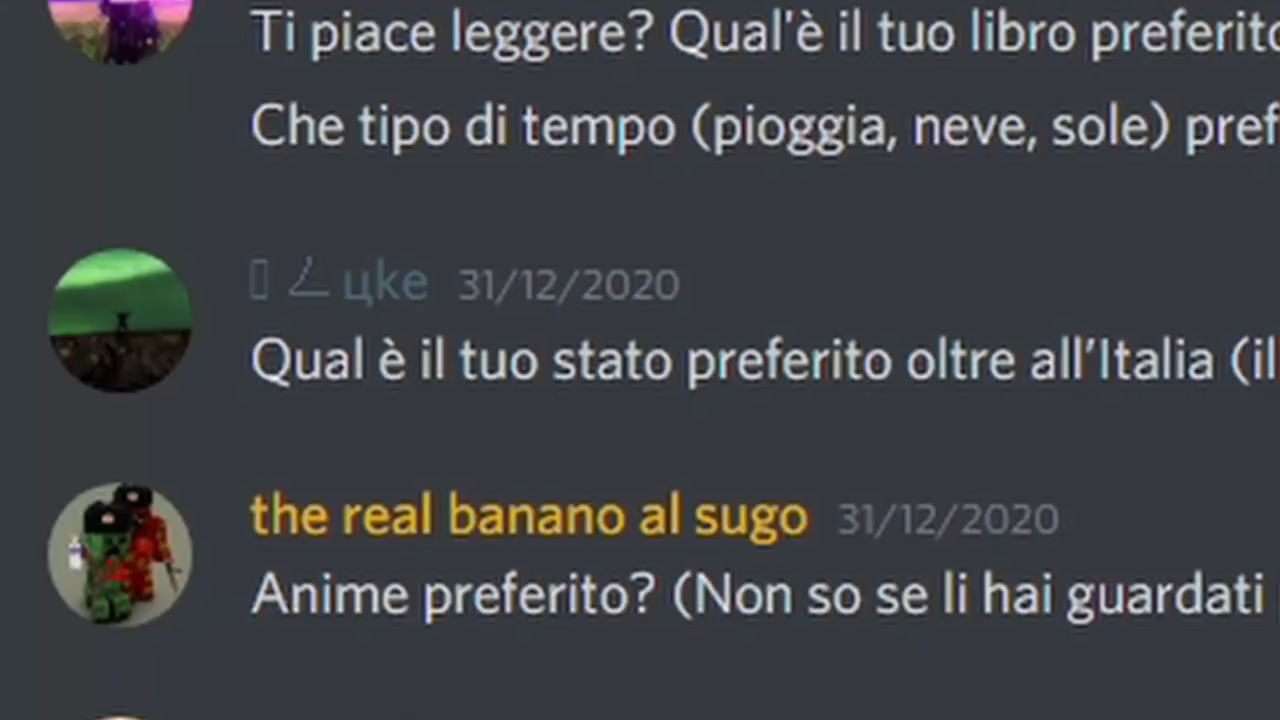 Ti piace leggere? Qual'è il tuo libro preferito
Che tipo di tempo (pioggia, neve, sole) pref
ㄥцke 31/12/2020
Qual è il tuo stato preferito oltre all’Italia (il
the real banano al sugo 31/12/2020
Anime preferito? (Non so se li hai guardati